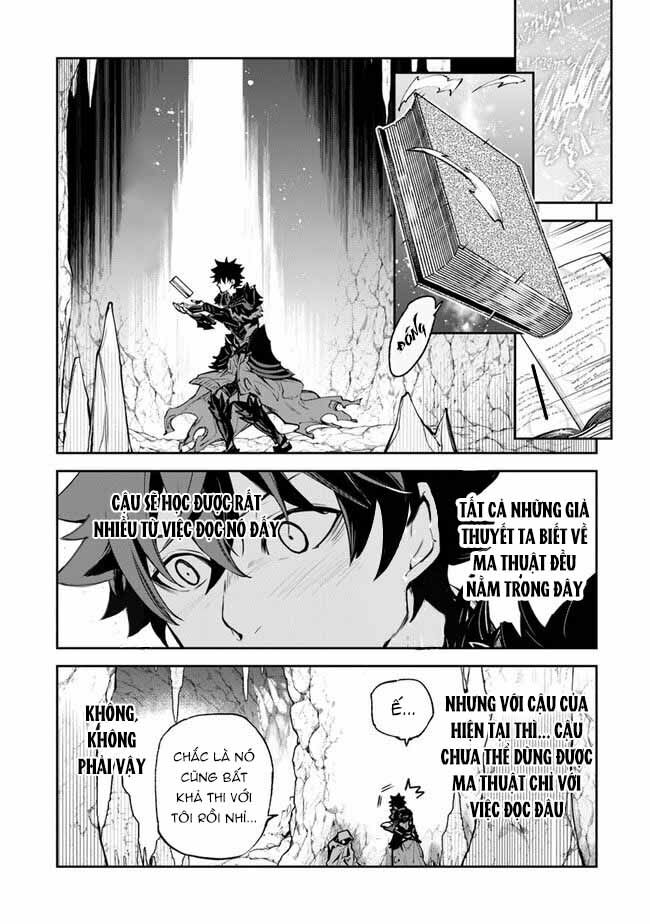 ĐÓNG
TẤT CẢ NHỮNG GIẢ
THUYẾT TA BIẾT VỀ
MA THUẬT ĐỀU
NẰM TRONG ĐÂY
CẬU SẼ HỌC ĐƯỢC RẤT
NHIỀU TỪ VIỆC ĐỌC NÓ ĐẤY
NHƯNG VỚI CẬU CỦA
HIỆN TẠI THÌ... CẬU
CHƯA THỂ DÙNG ĐƯỢC
MA THUẬT CHỈ VỚI
VIỆC ĐỌC ĐÂU
Ế...
CHẮC LÀ NÓ
CŨNG BẤT
KHẢ THI VỚI
TÔI RỒI NHỈ...
KHÔNG,
KHÔNG
PHẢI VẬY